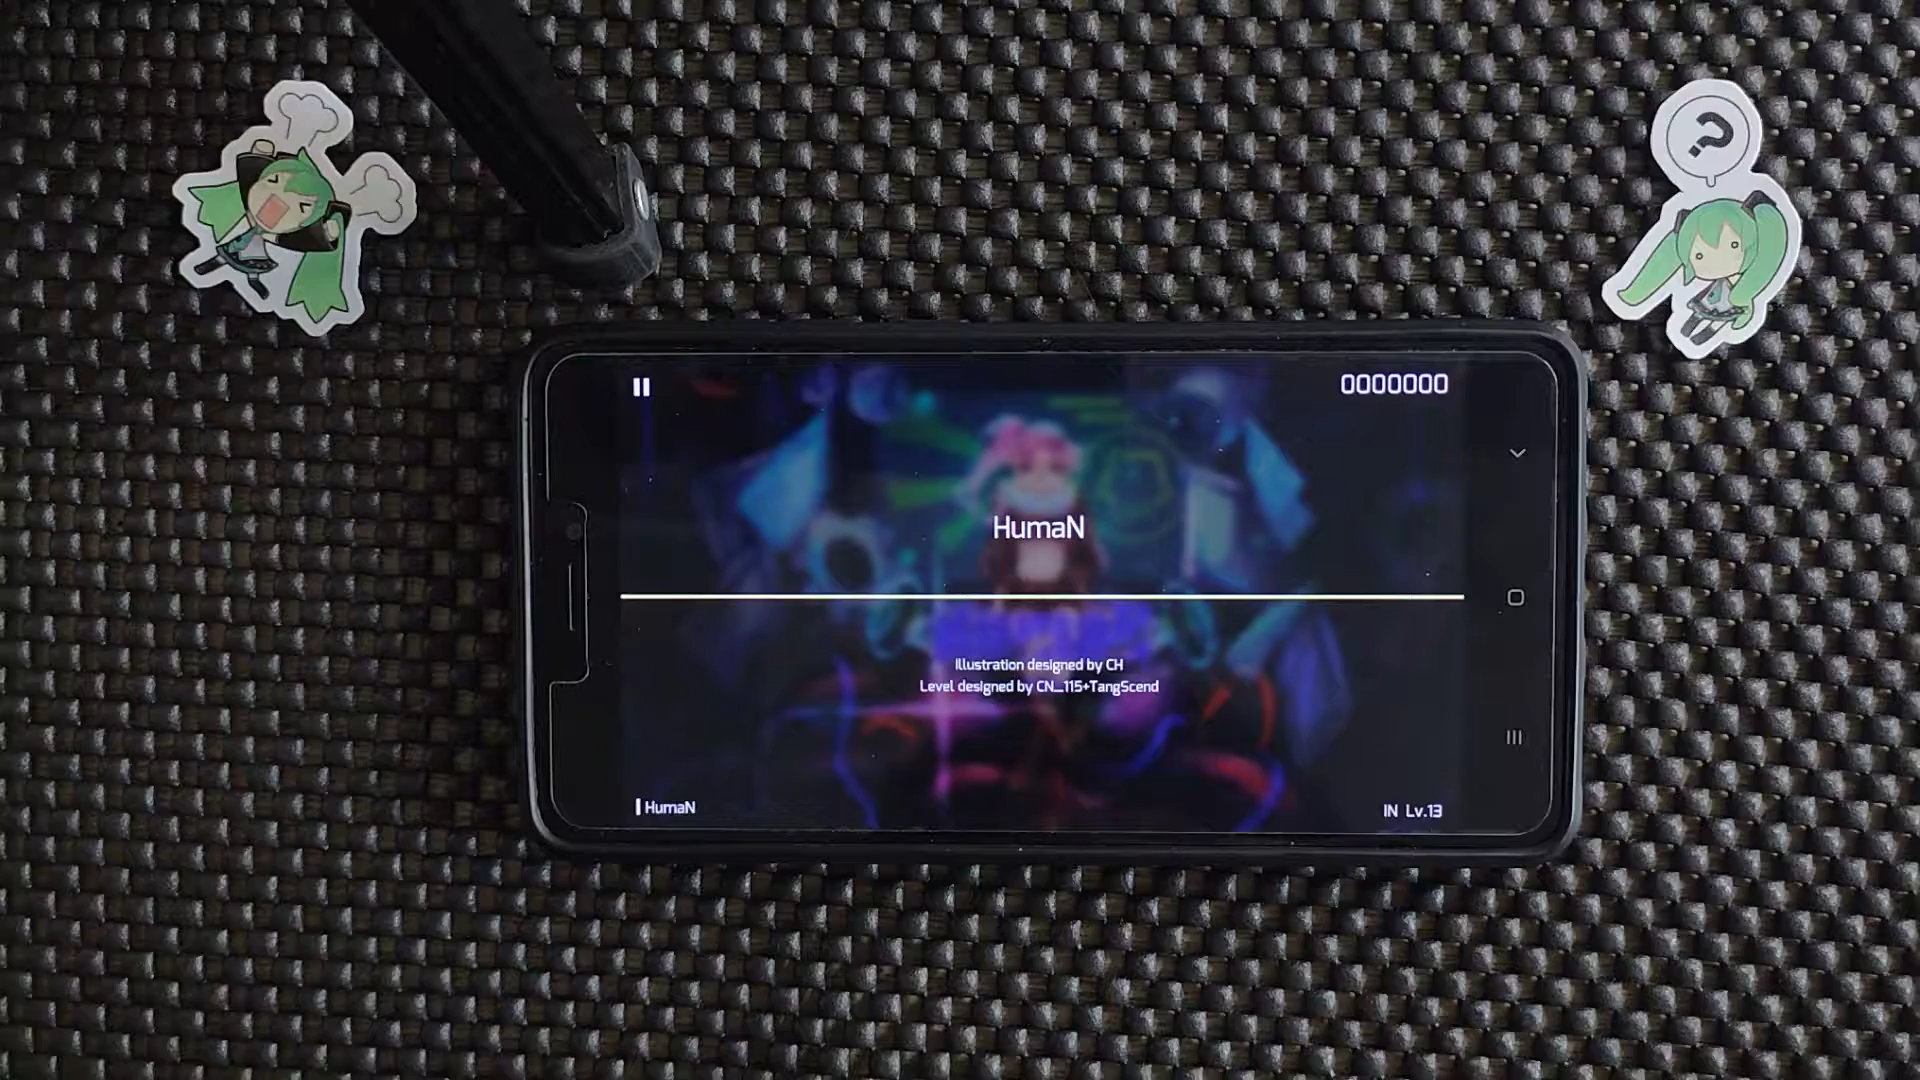 ?
0000000
HumaN
Illustration designed by CH
Level designed by CN_115+TangScend
HumaN
IN Lv.13